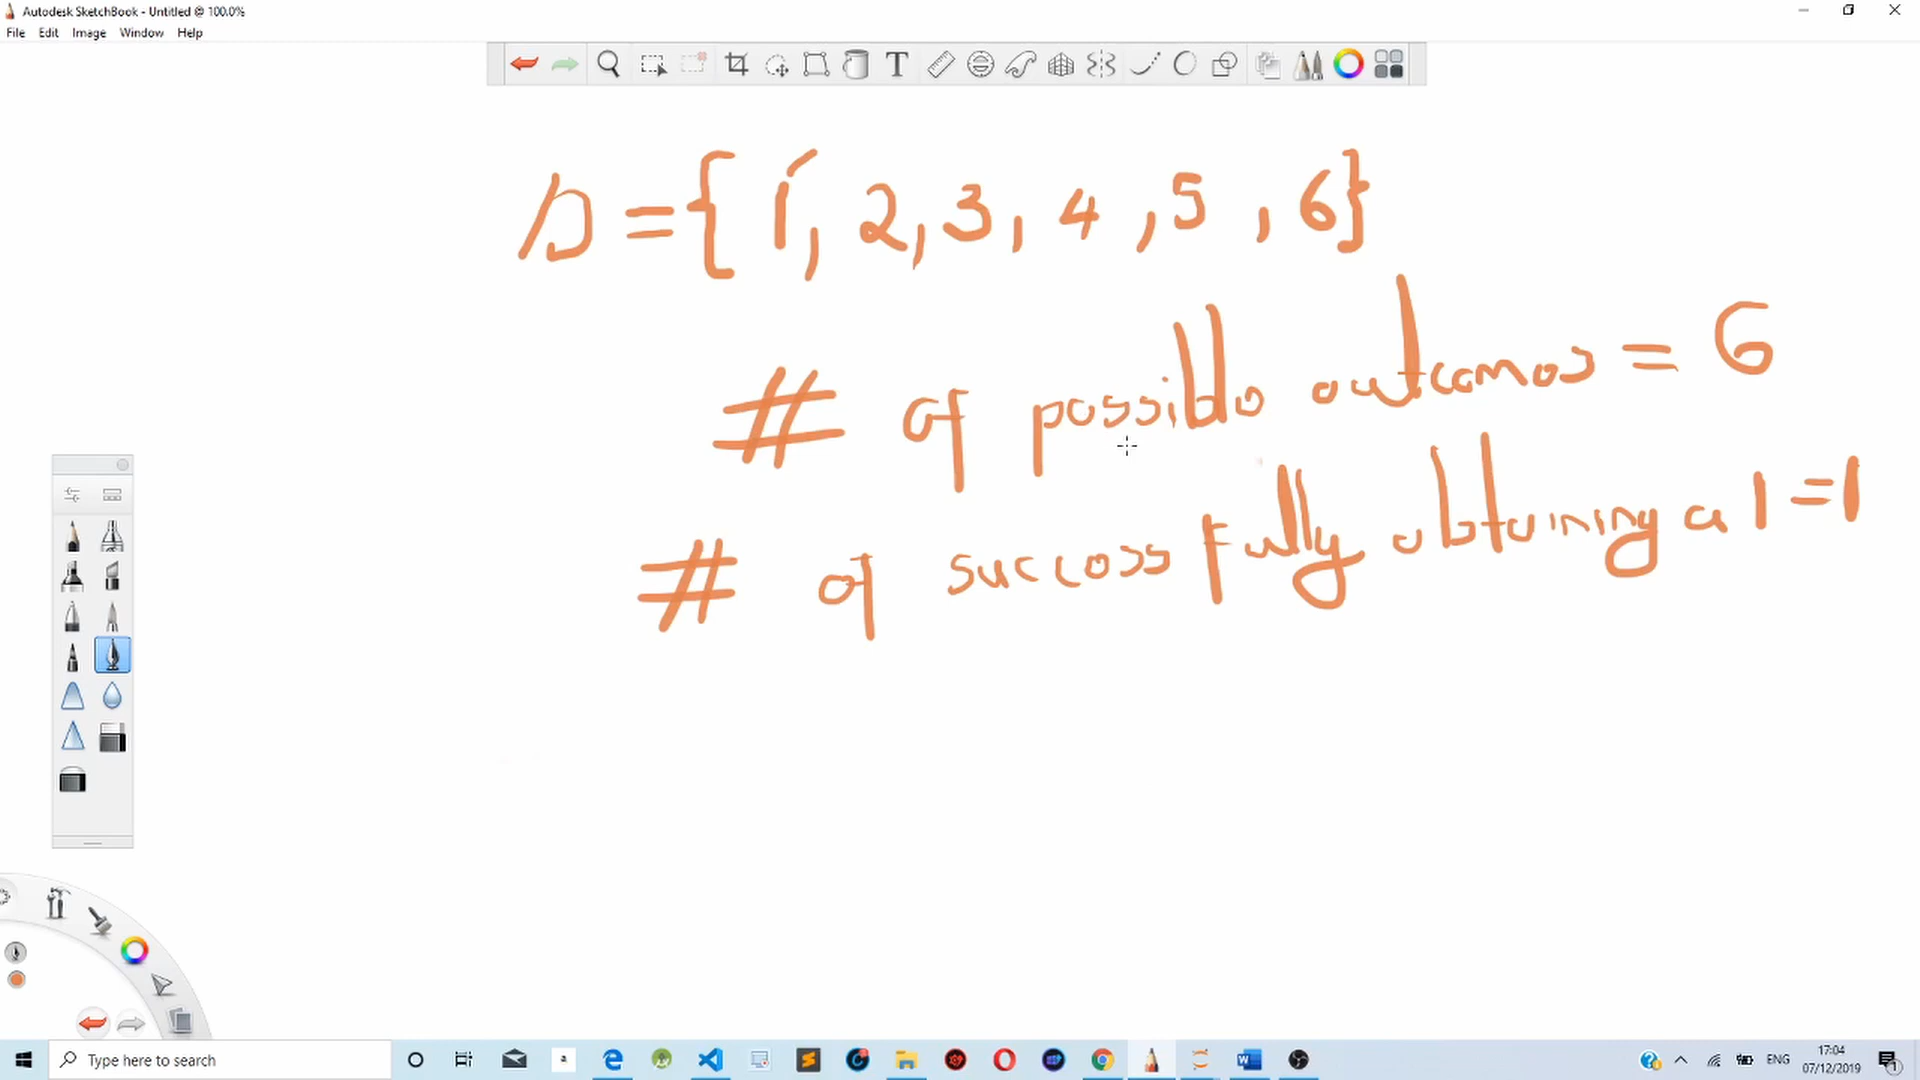 Autodesk SketchBook - Untitled @ 100.0%
File Edit Image Window Help
T
D = { 1, 2, 3, 4, 5, 6}
# of possible outcomes = 6
# of successfully obtaining a 1 = 1
Type here to search
a
ENG
17:04
07/12/2019